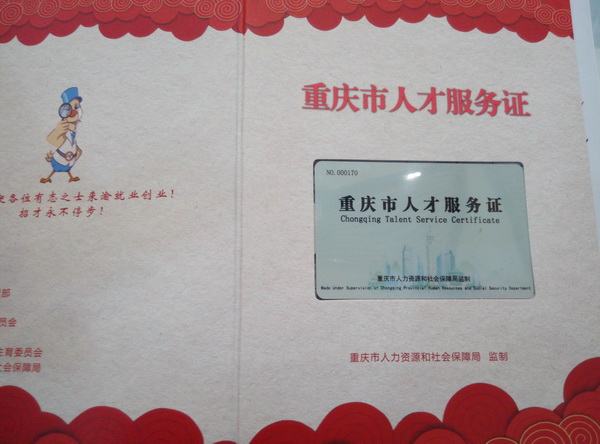 各位有志之士来渝就业创业!
招才永不停步!
部
员会
生育委员会
会保障局
重庆市人才服务证
NO.000170
重庆市人才服务证
Chongqing Talent Service Certificate
重庆市人力资源和社会保障局监制
Made Under Supervision of Chongqing Provincial Human Resources and Social Security Department
重庆市人力资源和社会保障局 监制